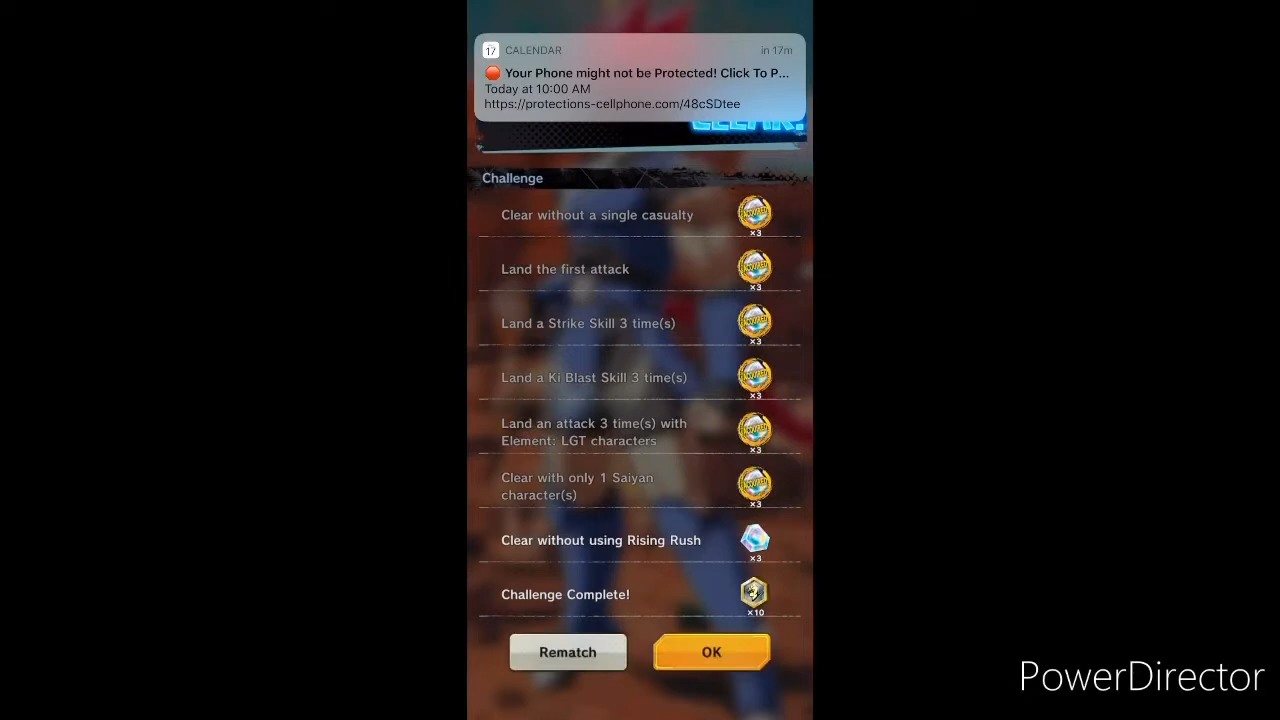 17 CALENDAR in 17m
Your Phone might not be Protected! Click To P...
Today at 10:00 AM
https://protections-cellphone.com/48cSDtee
Challenge
Clear without a single casualty
×3
Land the first attack
×3
Land a Strike Skill 3 time(s)
×3
Land a Ki Blast Skill 3 time(s)
×3
Land an attack 3 time(s) with
Element: LGT characters
×3
Clear with only 1 Saiyan
character(s)
×3
Clear without using Rising Rush
×3
Challenge Complete!
×10
Rematch OK
PowerDirector